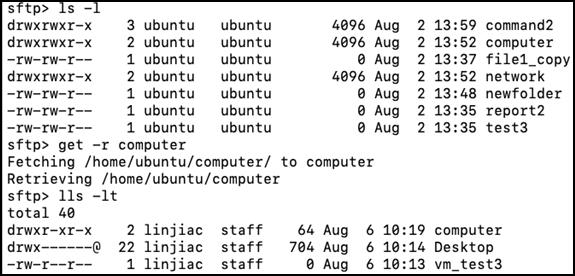 sftp> ls -l
drwxrwxr-x 3 ubuntu ubuntu 4096 Aug 2 13:59 command2
drwxrwxr-x 2 ubuntu ubuntu 4096 Aug 2 13:52 computer
-rw-rw-r-- 1 ubuntu ubuntu 0 Aug 2 13:37 file1_copy
drwxrwxr-x 2 ubuntu ubuntu 4096 Aug 2 13:52 network
-rw-rw-r-- 1 ubuntu ubuntu 0 Aug 2 13:48 newfolder
-rw-rw-r-- 1 ubuntu ubuntu 0 Aug 2 13:35 report2
-rw-rw-r-- 1 ubuntu ubuntu 0 Aug 2 13:35 test3
sftp> get -r computer
Fetching /home/ubuntu/computer/ to computer
Retrieving /home/ubuntu/computer
sftp> lls -lt
total 40
drwxr-xr-x 2 linjiac staff 64 Aug 6 10:19 computer
drwx------@ 22 linjiac staff 704 Aug 6 10:14 Desktop
-rw-r--r-- 1 linjiac staff 0 Aug 6 10:13 vm_test3